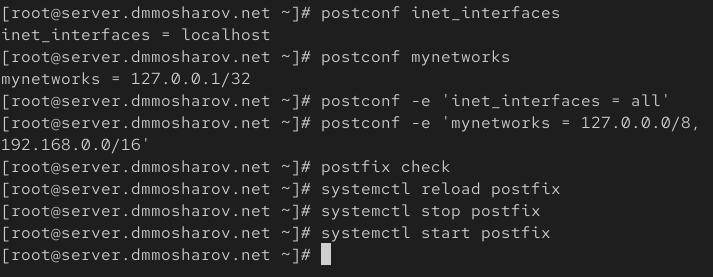 [root@server.dmmosharov.net ~]# postconf inet_interfaces
inet_interfaces = localhost
[root@server.dmmosharov.net ~]# postconf mynetworks
mynetworks = 127.0.0.1/32
[root@server.dmmosharov.net ~]# postconf -e 'inet_interfaces = all'
[root@server.dmmosharov.net ~]# postconf -e 'mynetworks = 127.0.0.0/8,
192.168.0.0/16'
[root@server.dmmosharov.net ~]# postfix check
[root@server.dmmosharov.net ~]# systemctl reload postfix
[root@server.dmmosharov.net ~]# systemctl stop postfix
[root@server.dmmosharov.net ~]# systemctl start postfix
[root@server.dmmosharov.net ~]#